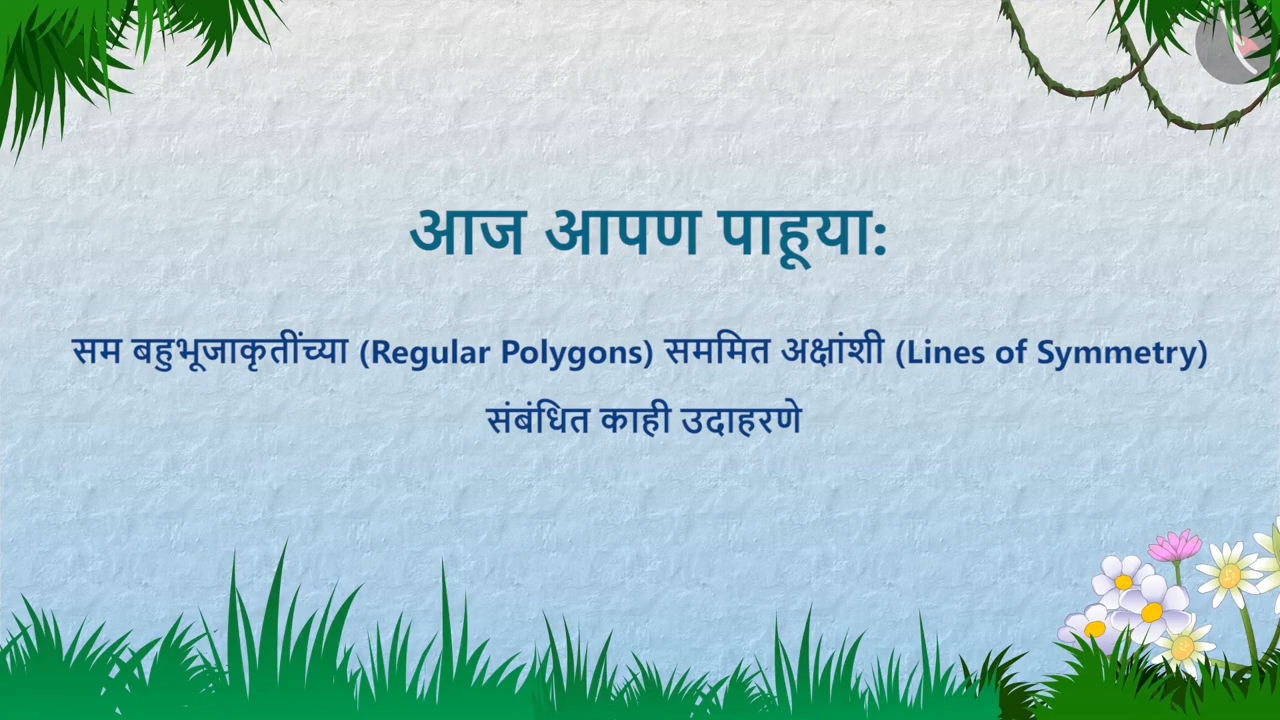 आज आपण पाहूया:
सम बहुभूजाकृतींच्या (Regular Polygons) सममित अक्षांशी (Lines of Symmetry)
संबंधित काही उदाहरणे